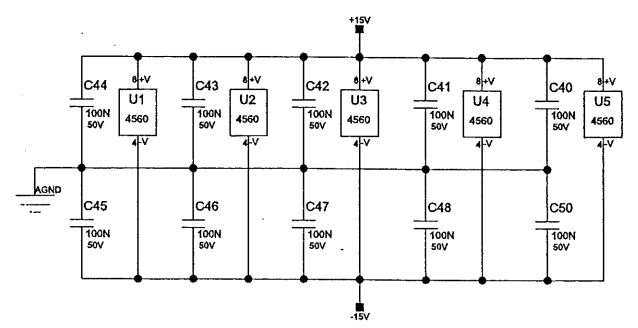 +15V
C44
100N
50V
8 +V
U1
4560
4 -V
C43
100N
50V
8 +V
U2
4560
4 -V
C42
100N
50V
8 +V
U3
4560
4 -V
C41
100N
50V
8 +V
U4
4560
4 -V
C40
100N
50V
8 +V
U5
4560
4 -V
AGND
C45
100N
50V
C46
100N
50V
C47
100N
50V
C48
100N
50V
C50
100N
50V
-15V